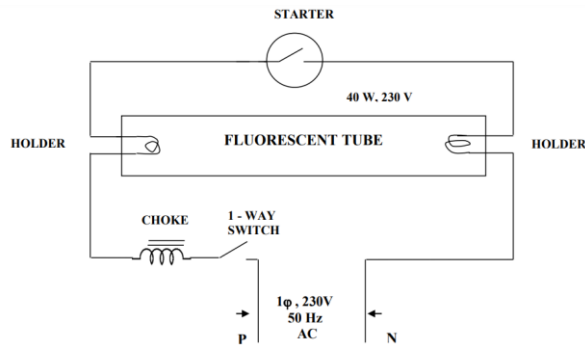 STARTER
40 W, 230 V
HOLDER
FLUORESCENT TUBE
HOLDER
CHOKE
1 - WAY
SWITCH
1φ , 230V
50 Hz
AC
P
N